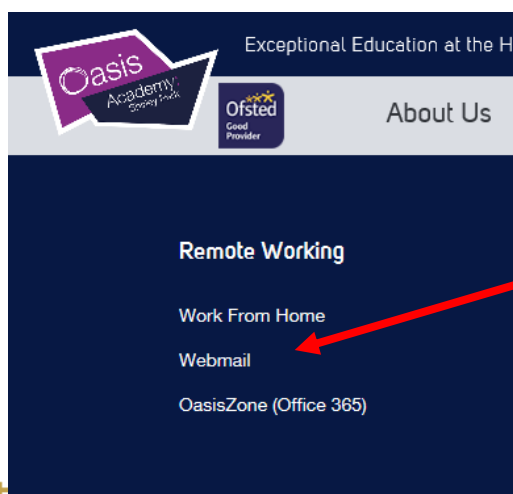 Exceptional Education at the H
Oasis
Academy:
Ofsted
Good
Provider
About Us
Remote Working
Work From Home
Webmail
OasisZone (Office 365)